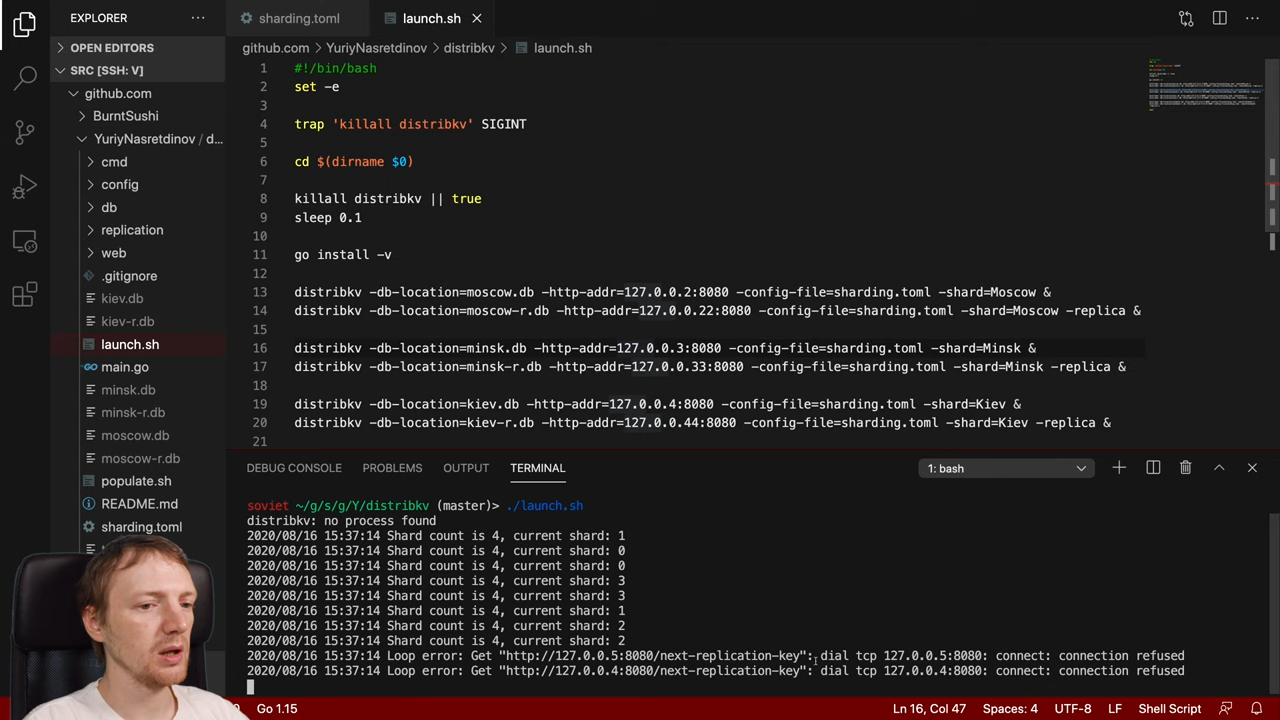 EXPLORER
OPEN EDITORS
SRC [SSH: V]
github.com
BurntSushi
YuriyNasretdinov / d...
cmd
config
db
replication
web
.gitignore
kiev.db
kiev-r.db
launch.sh
main.go
minsk.db
minsk-r.db
moscow.db
moscow-r.db
populate.sh
README.md
sharding.toml
sharding.toml
launch.sh
github.com > YuriyNasretdinov > distribkv > launch.sh
1 #!/bin/bash
2 set -e
3
4 trap 'killall distribkv' SIGINT
5
6 cd $(dirname $0)
7
8 killall distribkv || true
9 sleep 0.1
10
11 go install -v
12
13 distribkv -db-location=moscow.db -http-addr=127.0.0.2:8080 -config-file=sharding.toml -shard=Moscow &
14 distribkv -db-location=moscow-r.db -http-addr=127.0.0.22:8080 -config-file=sharding.toml -shard=Moscow -replica &
15
16 distribkv -db-location=minsk.db -http-addr=127.0.0.3:8080 -config-file=sharding.toml -shard=Minsk &
17 distribkv -db-location=minsk-r.db -http-addr=127.0.0.33:8080 -config-file=sharding.toml -shard=Minsk -replica &
18
19 distribkv -db-location=kiev.db -http-addr=127.0.0.4:8080 -config-file=sharding.toml -shard=Kiev &
20 distribkv -db-location=kiev-r.db -http-addr=127.0.0.44:8080 -config-file=sharding.toml -shard=Kiev -replica &
21
DEBUG CONSOLE PROBLEMS OUTPUT TERMINAL 1: bash
soviet ~/g/s/g/Y/distribkv (master)> ./launch.sh
distribkv: no process found
2020/08/16 15:37:14 Shard count is 4, current shard: 1
2020/08/16 15:37:14 Shard count is 4, current shard: 0
2020/08/16 15:37:14 Shard count is 4, current shard: 0
2020/08/16 15:37:14 Shard count is 4, current shard: 3
2020/08/16 15:37:14 Shard count is 4, current shard: 3
2020/08/16 15:37:14 Shard count is 4, current shard: 1
2020/08/16 15:37:14 Shard count is 4, current shard: 2
2020/08/16 15:37:14 Shard count is 4, current shard: 2
2020/08/16 15:37:14 Loop error: Get "http://127.0.0.5:8080/next-replication-key": dial tcp 127.0.0.5:8080: connect: connection refused
2020/08/16 15:37:14 Loop error: Get "http://127.0.0.4:8080/next-replication-key": dial tcp 127.0.0.4:8080: connect: connection refused
Go 1.15 Ln 16, Col 47 Spaces: 4 UTF-8 LF Shell Script